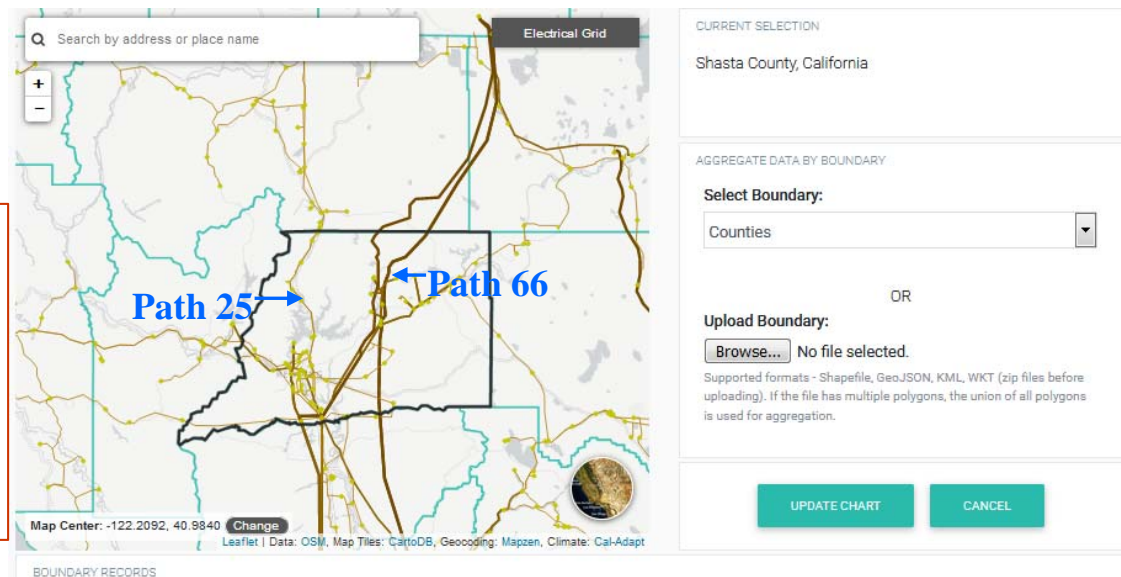 Search by address or place name
Electrical Grid
+
−
Path 25
Path 66
Map Center: -122.2092, 40.9840 Change
Leaflet | Data: OSM, Map Tiles: CartoDB, Geocoding: Mapzen, Climate: Cal-Adapt
CURRENT SELECTION
Shasta County, California
AGGREGATE DATA BY BOUNDARY
Select Boundary:
Counties
OR
Upload Boundary:
Browse... No file selected.
Supported formats - Shapefile, GeoJSON, KML, WKT (zip files before
uploading). If the file has multiple polygons, the union of all polygons
is used for aggregation.
UPDATE CHART
CANCEL
BOUNDARY RECORDS